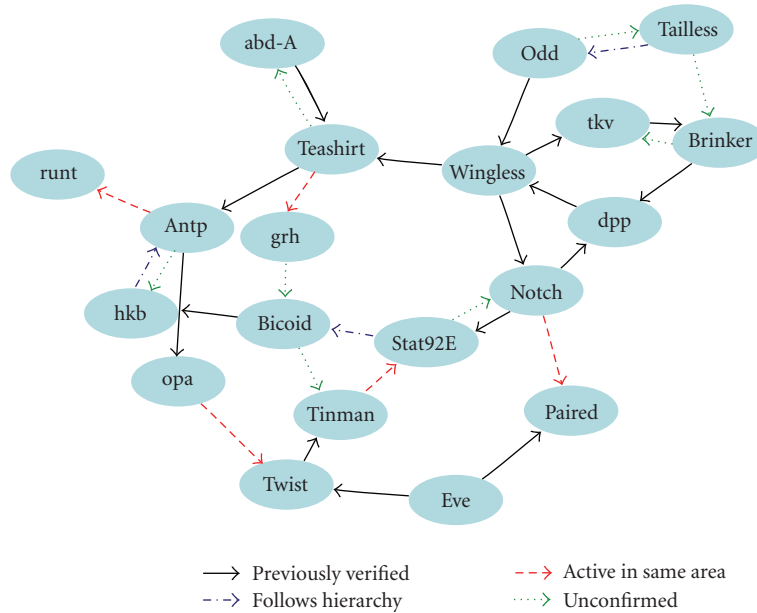 Tailless
abd-A
Odd
tkv
Teashirt
Brinker
Wingless
runt
Antp
grh
dpp
Notch
hkb
Bicoid
Stat92E
opa
Tinman
Paired
Twist
Eve
Previously verified
Active in same area
Follows hierarchy
Unconfirmed